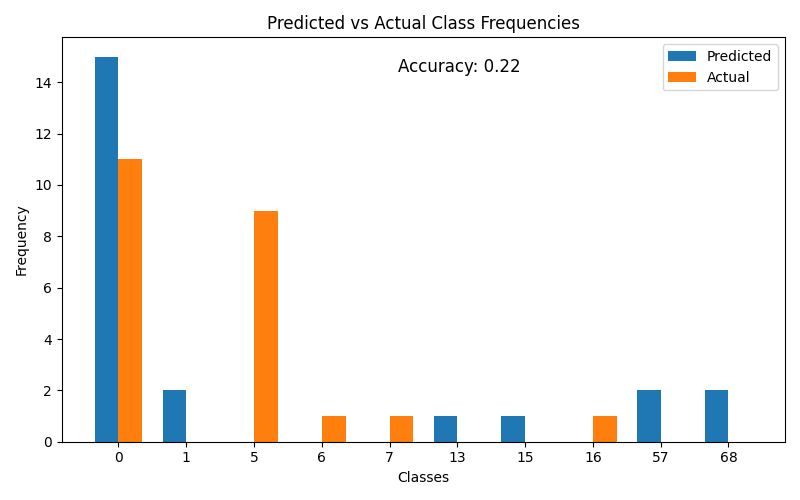 Predicted vs Actual Class Frequencies
Accuracy: 0.22
Predicted
Actual
Frequency
14
12
10
8
6
4
2
0
0 1 5 6 7 13 15 16 57 68
Classes